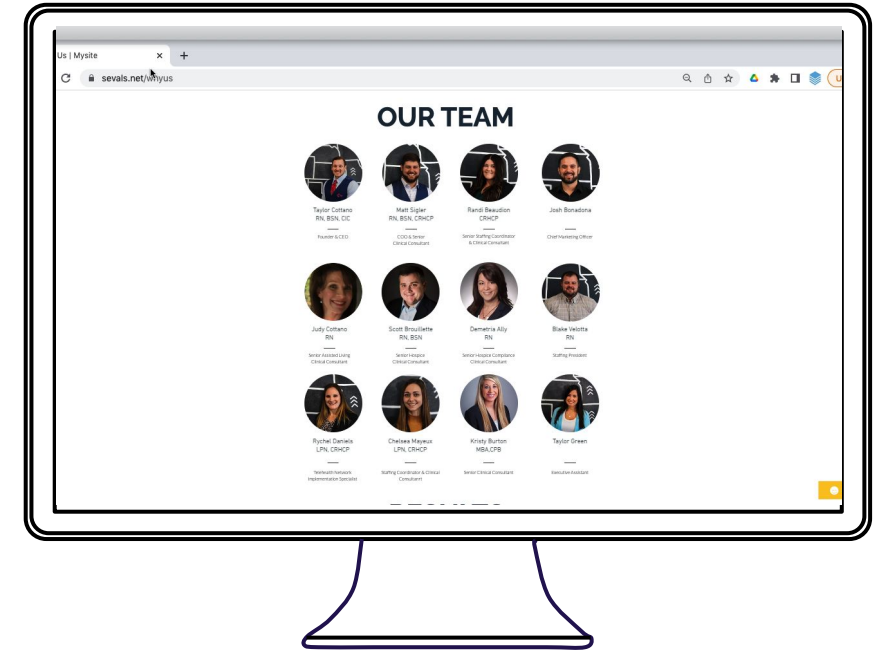 Us | Mysite
sevals.net/whyus
OUR TEAM
Taylor Cottano
RN, BSN, CIC
Founder & CEO
Matt Sigler
RN, BSN, CRHCP
COO & Senior
Clinical Consultant
Randi Beaudion
CRHCP
Senior Staffing Coordinator
& Clinical Consultant
Josh Bonadona
Chief Marketing Officer
Judy Cottano
RN
Senior Assisted Living
Clinical Consultant
Scott Brouillette
RN, BSN
Senior Hospice
Clinical Consultant
Demetria Ally
RN
Senior Hospice Compliance
Clinical Consultant
Blake Velotta
RN
Staffing President
Rychel Daniels
LPN, CRHCP
Telehealth Network
Implementation Specialist
Chelsea Mayeux
LPN, CRHCP
Staffing Coordinator & Clinical
Consultant
Kristy Burton
MBA,CPB
Senior Clinical Consultant
Taylor Green
Executive Assistant